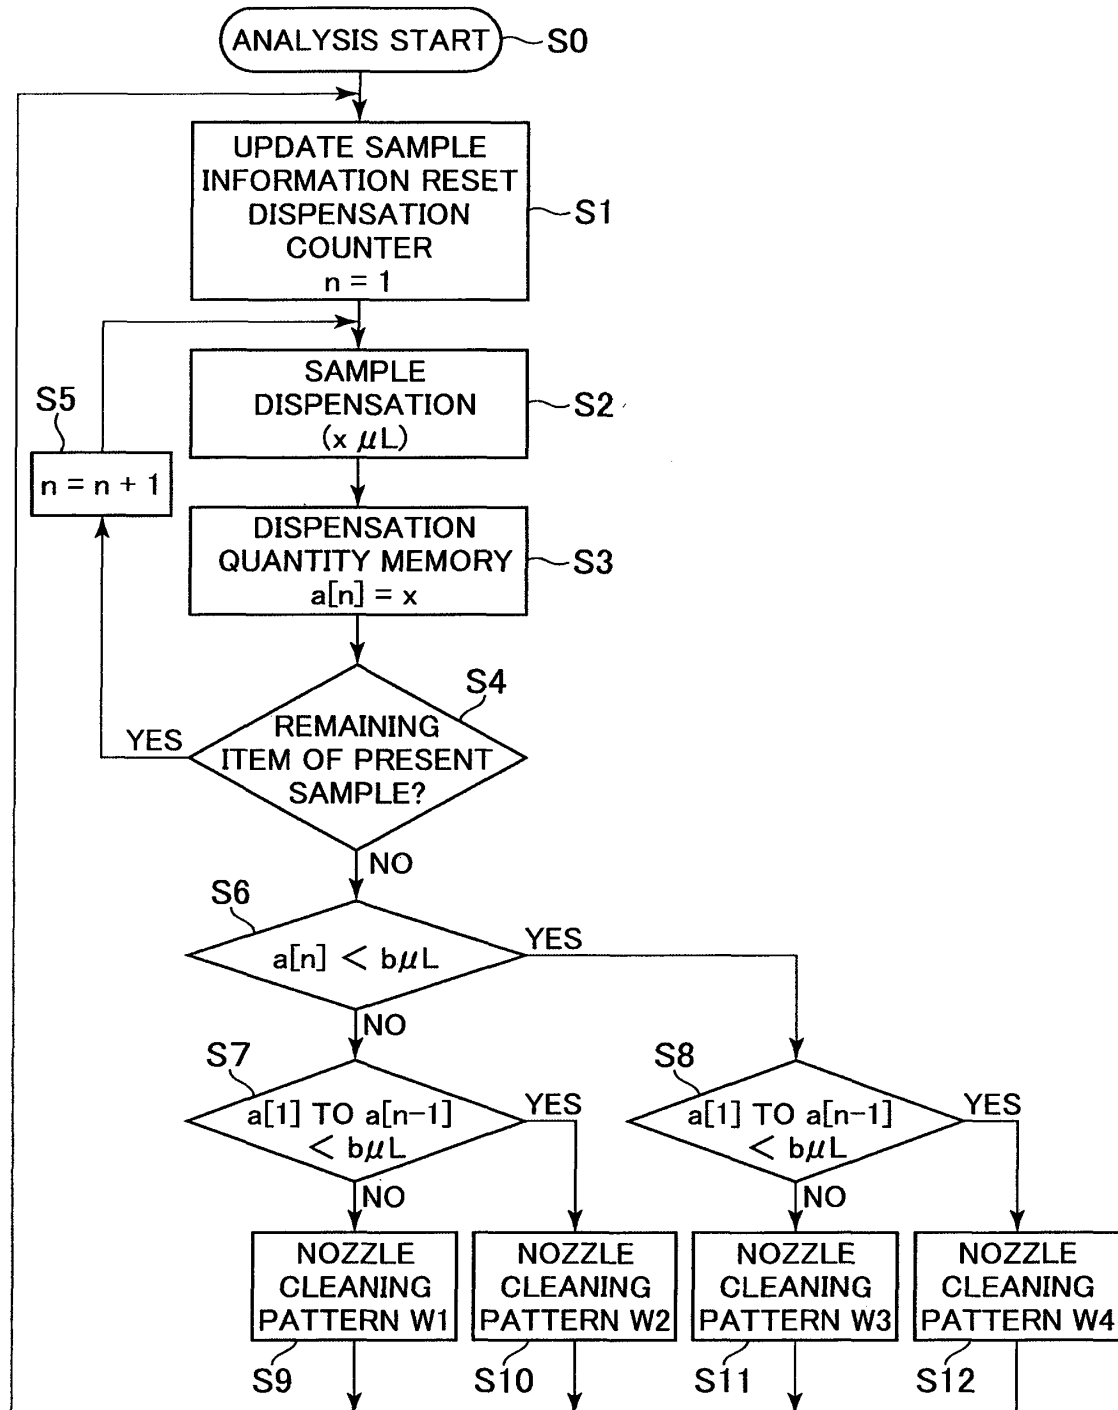 ANALYSIS START
S0
UPDATE SAMPLE
INFORMATION RESET
DISPENSATION
COUNTER
n = 1
S1
SAMPLE
DISPENSATION
(x μL)
S2
S5
n = n + 1
DISPENSATION
QUANTITY MEMORY
a[n] = x
S3
S4
REMAINING
ITEM OF PRESENT
SAMPLE?
YES
NO
S6
a[n] < bμL
YES
NO
S7
a[1] TO a[n-1]
< bμL
YES
NO
S8
a[1] TO a[n-1]
< bμL
YES
NO
NOZZLE
CLEANING
PATTERN W1
S9
NOZZLE
CLEANING
PATTERN W2
S10
NOZZLE
CLEANING
PATTERN W3
S11
NOZZLE
CLEANING
PATTERN W4
S12